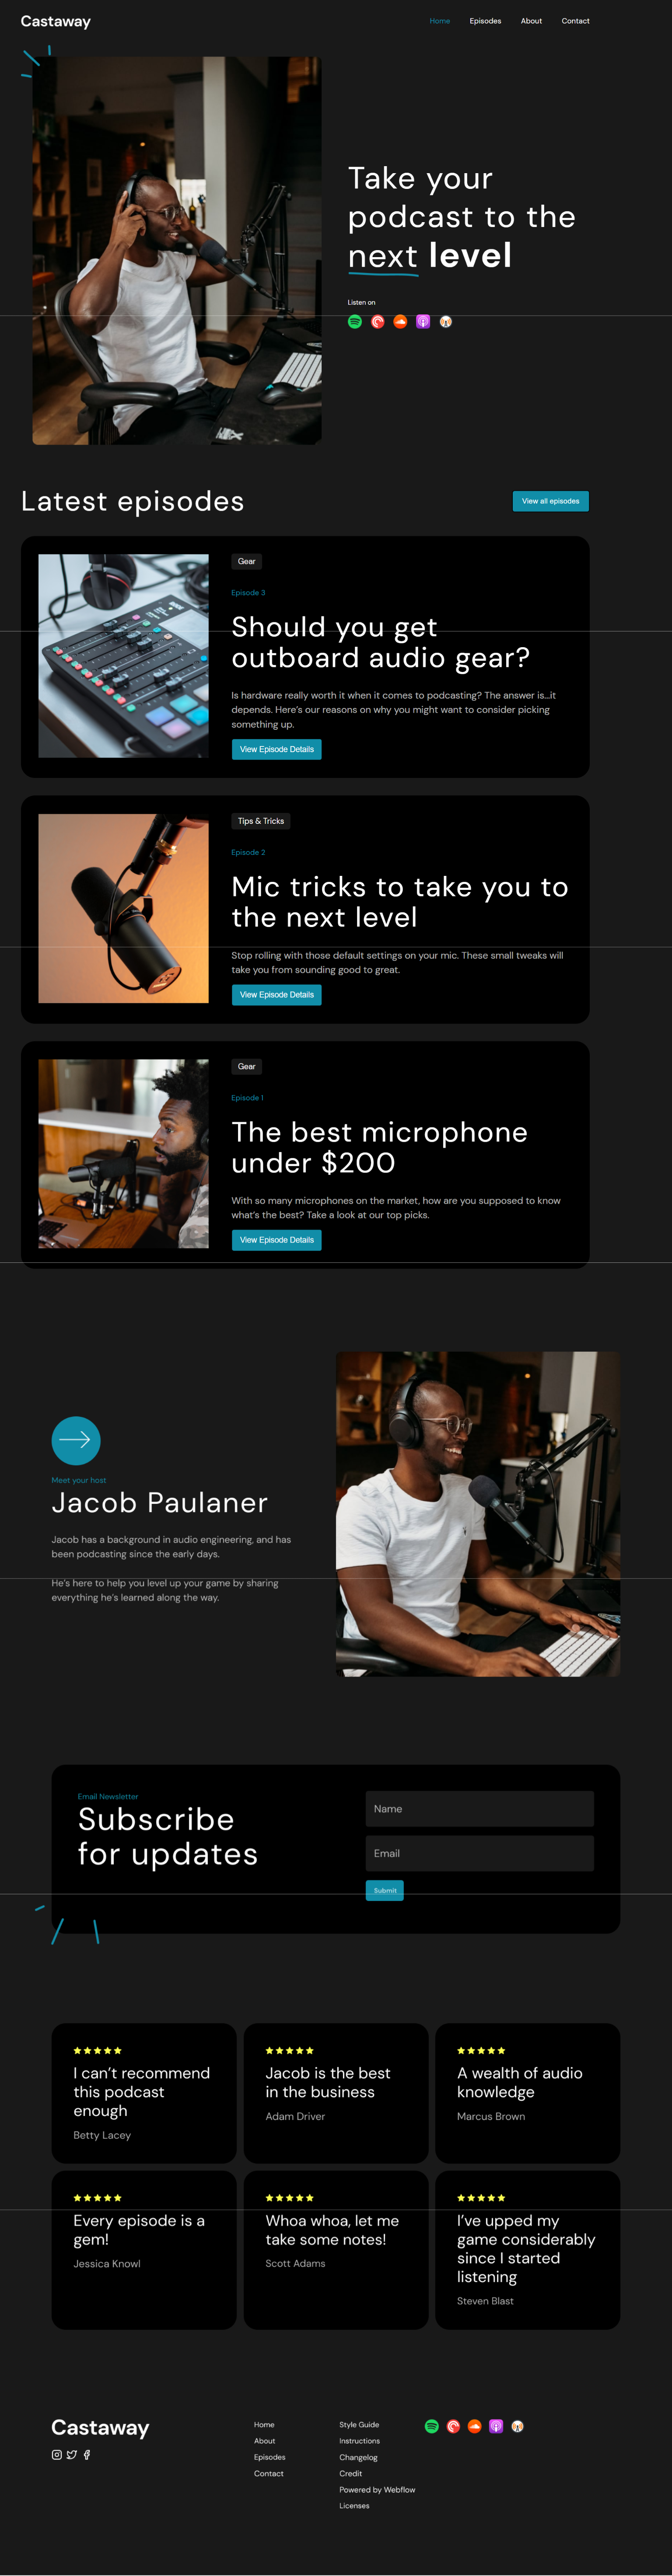 Castaway
Home Episodes About Contact
Take your
podcast to the
next level
Listen on
Latest episodes
View all episodes
Gear
Episode 3
Should you get
outboard audio gear?
Is hardware really worth it when it comes to podcasting? The answer is...it
depends. Here's our reasons on why you might want to consider picking
something up.
View Episode Details
Tips & Tricks
Episode 2
Mic tricks to take you to
the next level
Stop rolling with those default settings on your mic. These small tweaks will
take you from sounding good to great.
View Episode Details
Gear
Episode 1
The best microphone
under $200
With so many microphones on the market, how are you supposed to know
what's the best? Take a look at our top picks.
View Episode Details
Meet your host
Jacob Paulaner
Jacob has a background in audio engineering, and has
been podcasting since the early days.
He's here to help you level up your game by sharing
everything he's learned along the way.
Email Newsletter
Subscribe
for updates
Name
Email
Submit
I can't recommend
this podcast
enough
Betty Lacey
Jacob is the best
in the business
Adam Driver
A wealth of audio
knowledge
Marcus Brown
Every episode is a
gem!
Jessica Knowl
Whoa whoa, let me
take some notes!
Scott Adams
I've upped my
game considerably
since I started
listening
Steven Blast
Castaway
Home
About
Episodes
Contact
Style Guide
Instructions
Changelog
Credit
Powered by Webflow
Licenses